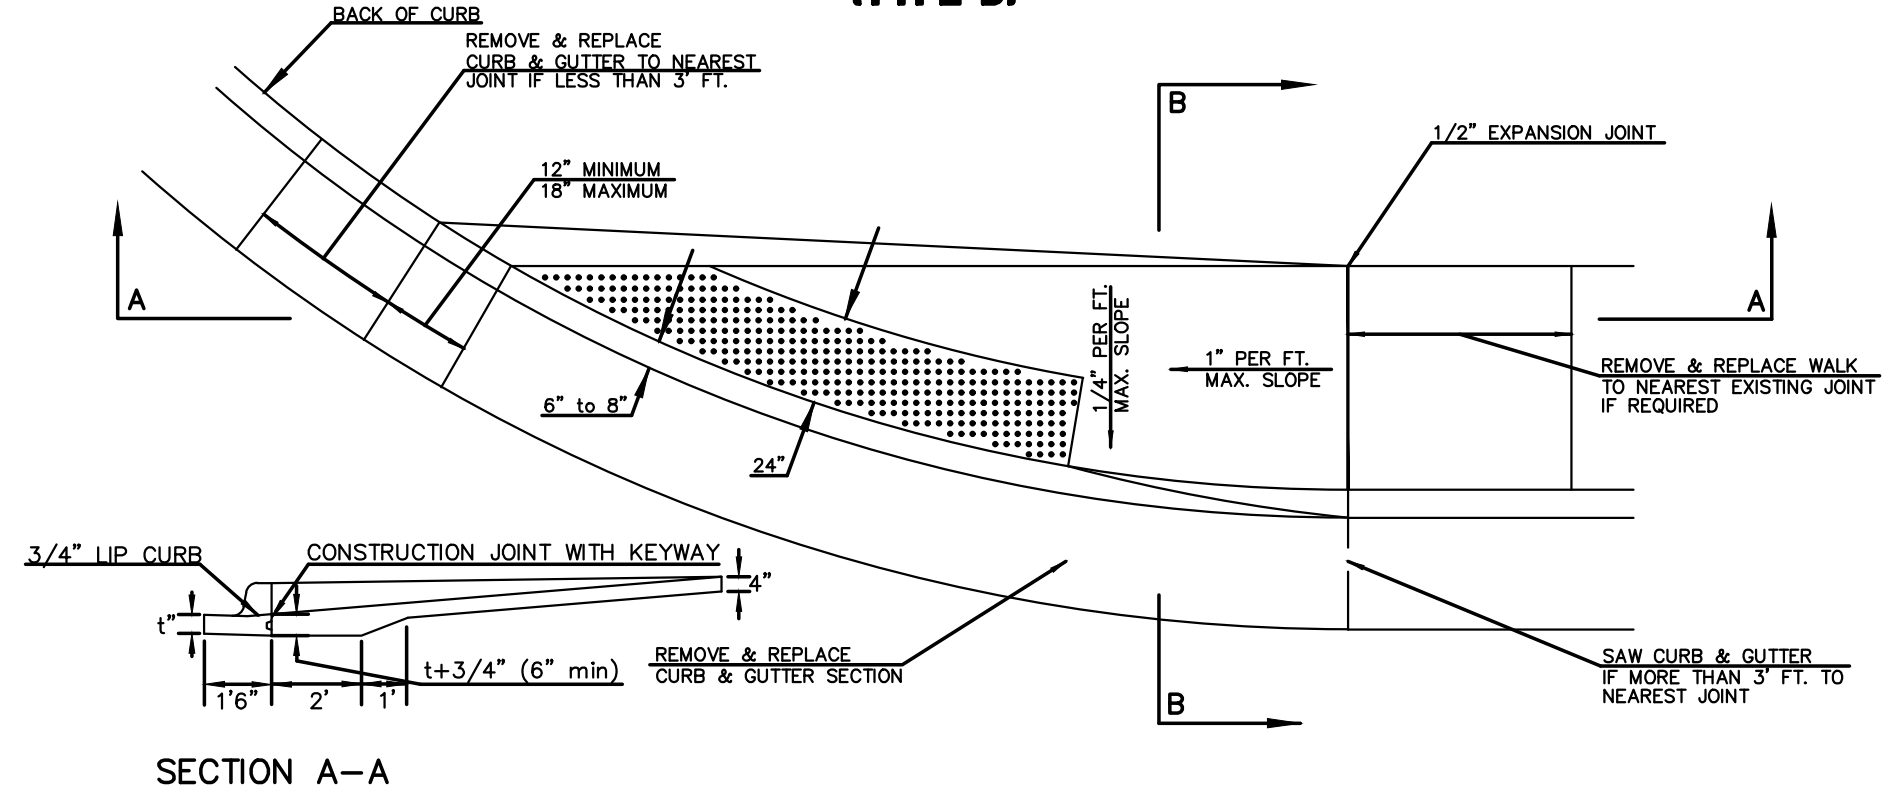 BACK OF CURB
REMOVE & REPLACE
CURB & GUTTER TO NEAREST
JOINT IF LESS THAN 3' FT.
12" MINIMUM
18" MAXIMUM
B
1/2" EXPANSION JOINT
A
A
1/4" PER FT.
MAX. SLOPE
1" PER FT.
MAX. SLOPE
REMOVE & REPLACE WALK
TO NEAREST EXISTING JOINT
IF REQUIRED
6" to 8"
24"
3/4" LIP CURB
CONSTRUCTION JOINT WITH KEYWAY
4"
t"
t+3/4" (6" min)
1'6"
2'
1'
REMOVE & REPLACE
CURB & GUTTER SECTION
B
SAW CURB & GUTTER
IF MORE THAN 3' FT. TO
NEAREST JOINT
SECTION A-A